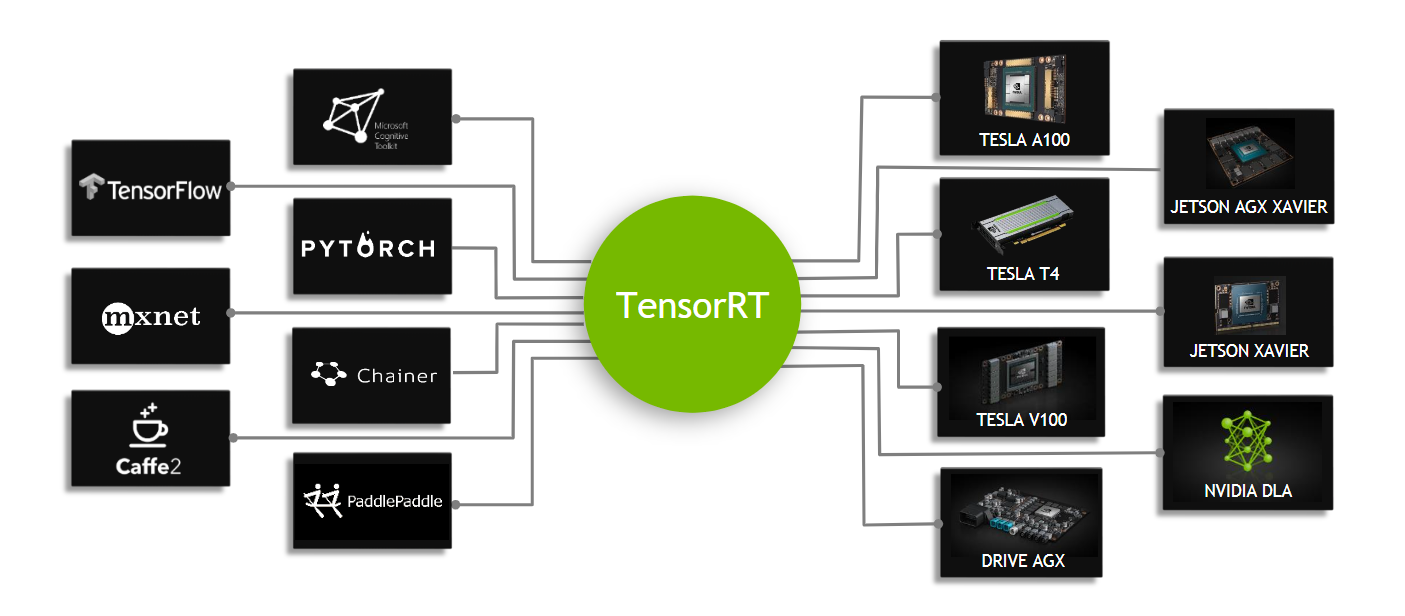 Microsoft
Cognitive
Toolkit
TensorFlow
PYTORCH
mxnet
Chainer
Caffe2
PaddlePaddle
TensorRT
TESLA A100
JETSON AGX XAVIER
TESLA T4
JETSON XAVIER
TESLA V100
NVIDIA DLA
DRIVE AGX